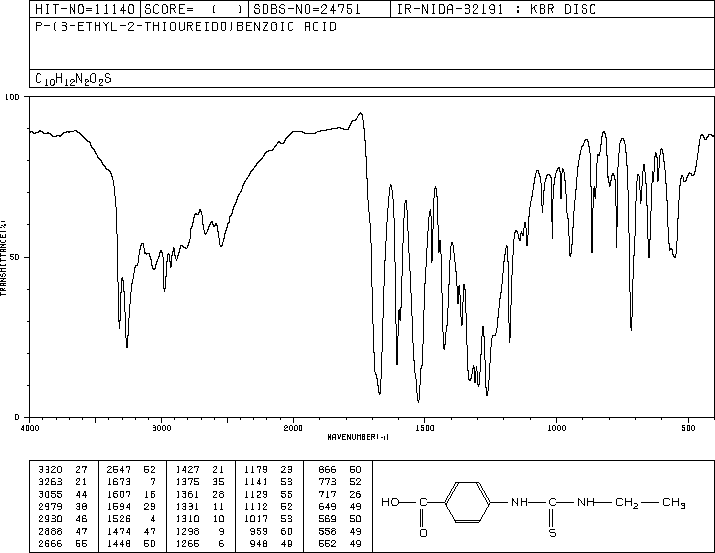 HIT-NO=11140 SCORE= ( ) SDBS-NO=24751 IR-NIDA-32191 : KBR DISC
P-(3-ETHYL-2-THIOUREIDO)BENZOIC ACID
C10H12N2O2S
100
TRANSMITTANCE(%)
50
0
4000 3000 2000 1500 1000 500
WAVENUMBER(-1)
3320 27 2547 52 1427 21 1179 23 866 50
3263 21 1673 7 1375 35 1141 53 773 52
3055 44 1607 16 1361 28 1129 55 717 26
2979 38 1594 29 1331 11 1112 52 649 49
2930 46 1526 4 1310 10 1017 53 569 50
2888 47 1474 47 1298 9 959 60 558 49
2666 55 1448 50 1265 6 948 49 552 49
HO C NH C NH CH2 CH3
O S